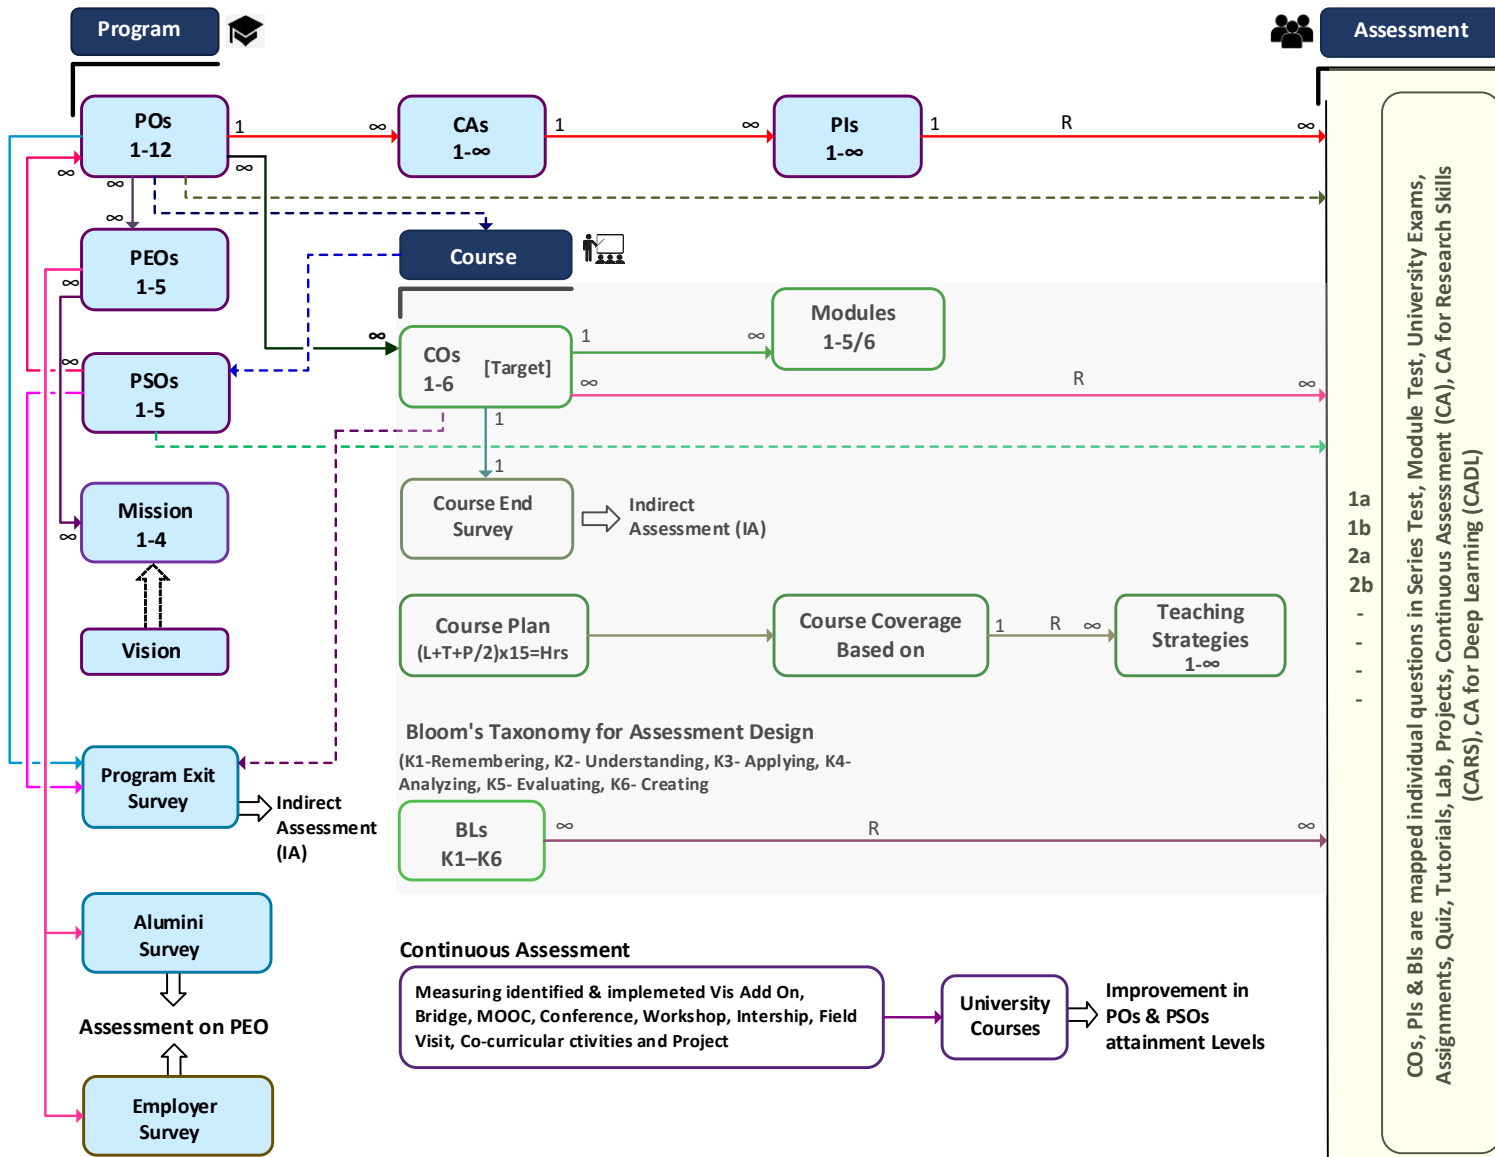 Program
Assessment
POs
1-12
1
∞
CAs
1-∞
1
∞
PIs
1-∞
1
R
∞
∞
∞
∞
∞
PEOs
1-5
∞
Course
∞
COs
1-6
[Target]
1
∞
Modules
1-5/6
∞
R
∞
∞
PSOs
1-5
1
1
Mission
1-4
∞
Course End
Survey
Indirect
Assessment (IA)
Vision
Course Plan
(L+T+P/2)x15=Hrs
Course Coverage
Based on
1
R
∞
Teaching
Strategies
1-∞
Bloom's Taxonomy for Assessment Design
(K1-Remembering, K2- Understanding, K3- Applying, K4-
Analyzing, K5- Evaluating, K6- Creating
Program Exit
Survey
Indirect
Assessment
(IA)
BLs
K1–K6
∞
R
∞
Alumini
Survey
Assessment on PEO
Employer
Survey
Continuous Assessment
Measuring identified & implemeted Vis Add On,
Bridge, MOOC, Conference, Workshop, Intership, Field
Visit, Co-curricular ctivities and Project
University
Courses
Improvement in
POs & PSOs
attainment Levels
1a
1b
2a
2b
-
-
-
-
COs, PIs & Bls are mapped individual questions in Series Test, Module Test, University Exams,
Assignments, Quiz, Tutorials, Lab, Projects, Continuous Assessment (CA), CA for Research Skills
(CARS), CA for Deep Learning (CADL)